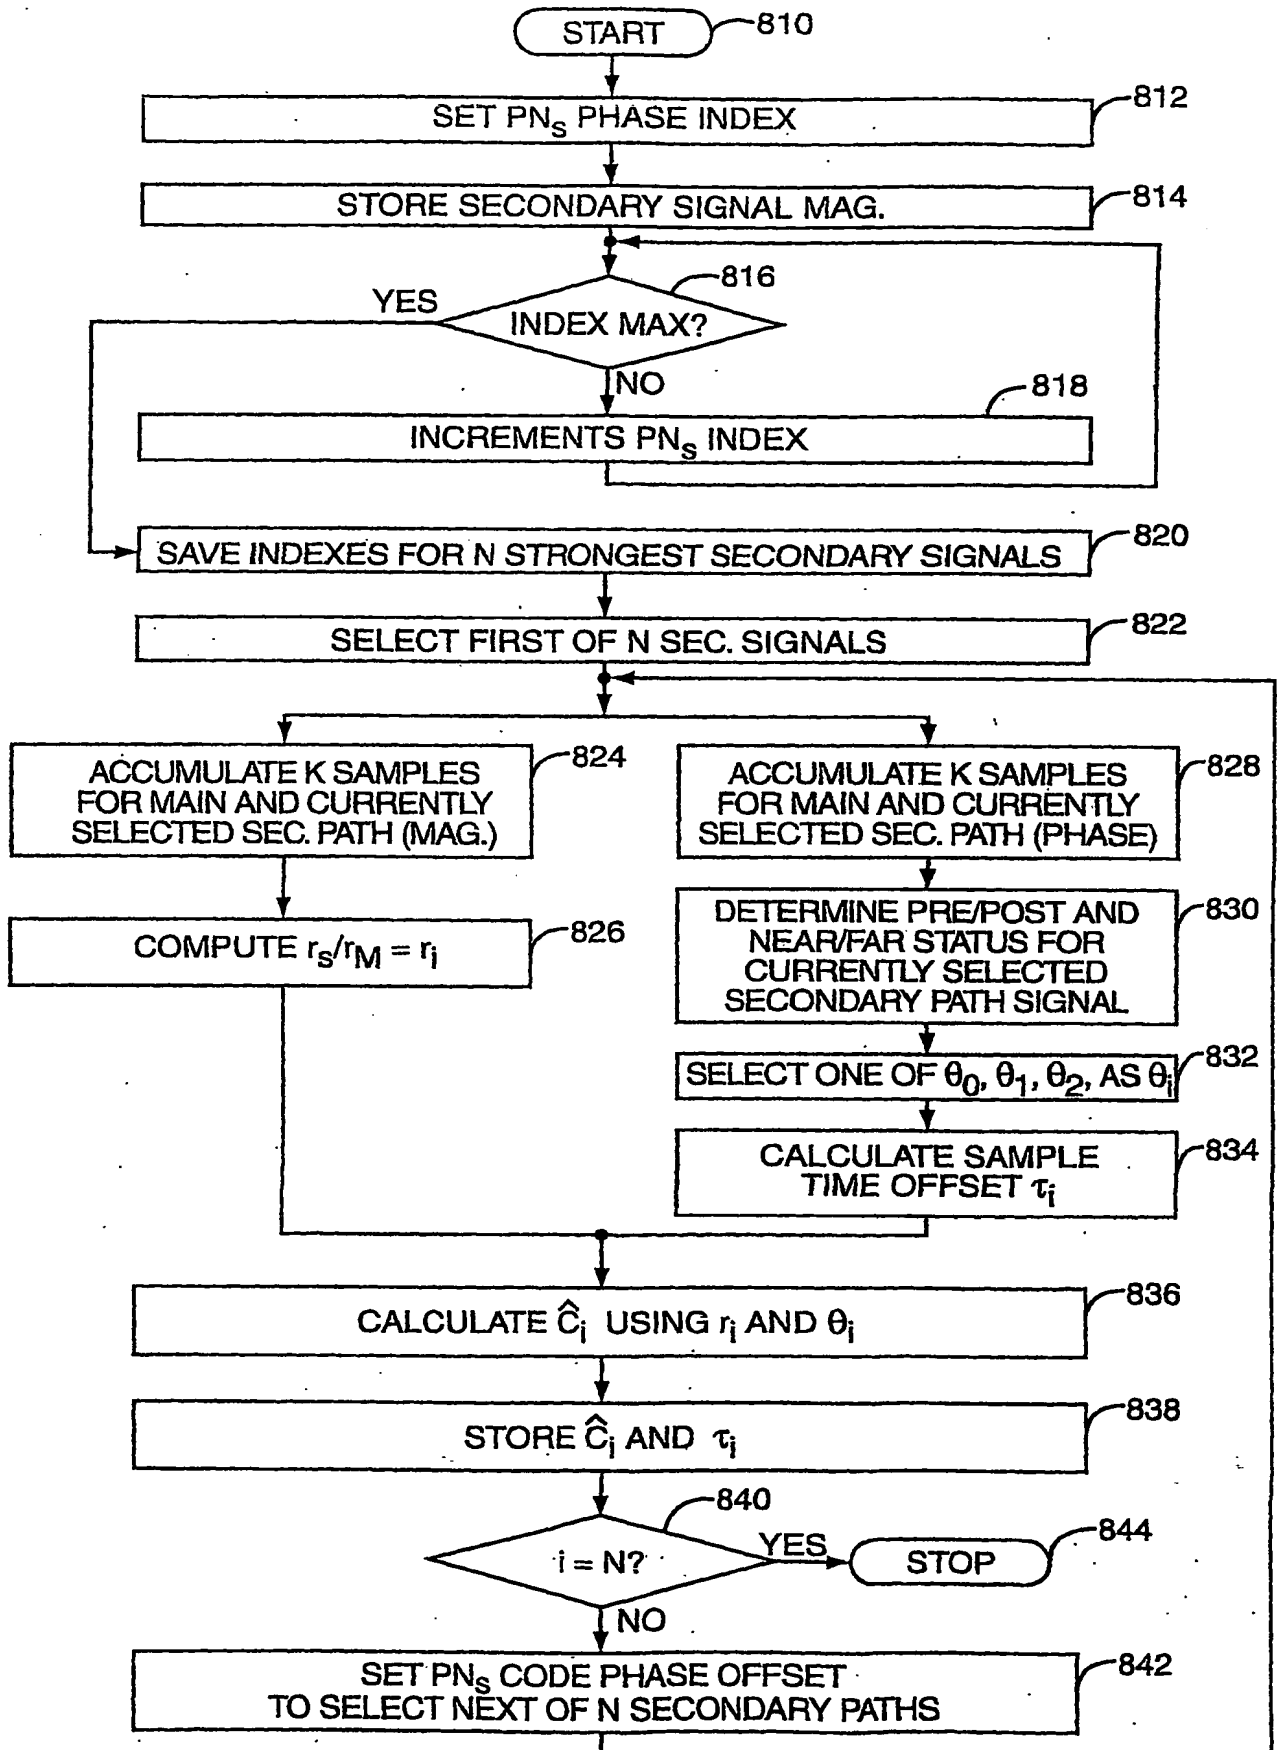 START
810
SET PNS PHASE INDEX
812
STORE SECONDARY SIGNAL MAG.
814
816
YES
INDEX MAX?
NO
818
INCREMENTS PNS INDEX
SAVE INDEXES FOR N STRONGEST SECONDARY SIGNALS
820
SELECT FIRST OF N SEC. SIGNALS
822
ACCUMULATE K SAMPLES
FOR MAIN AND CURRENTLY
SELECTED SEC. PATH (MAG.)
824
COMPUTE rs/rM = ri
826
ACCUMULATE K SAMPLES
FOR MAIN AND CURRENTLY
SELECTED SEC. PATH (PHASE)
828
DETERMINE PRE/POST AND
NEAR/FAR STATUS FOR
CURRENTLY SELECTED
SECONDARY PATH SIGNAL
830
SELECT ONE OF θ0, θ1, θ2, AS θi
832
CALCULATE SAMPLE
TIME OFFSET τi
834
CALCULATE Ĉi USING ri AND θi
836
STORE Ĉi AND τi
838
840
i = N?
YES
STOP
844
NO
SET PNS CODE PHASE OFFSET
TO SELECT NEXT OF N SECONDARY PATHS
842